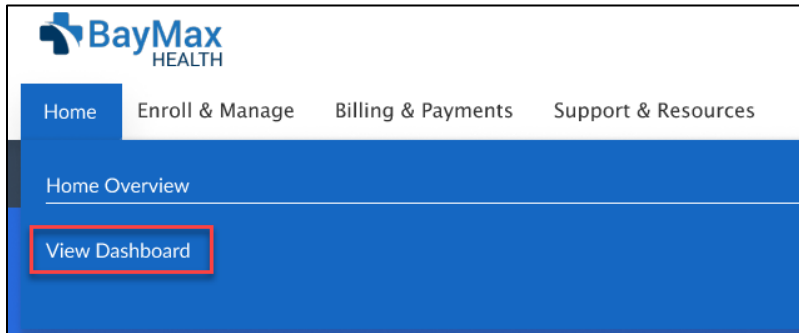 BayMax
HEALTH
Home Enroll & Manage Billing & Payments Support & Resources
Home Overview
View Dashboard